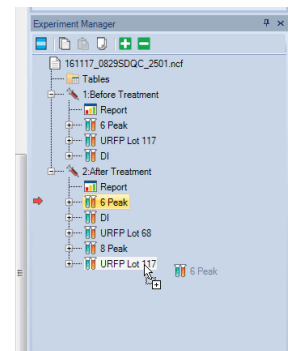 Experiment Manager
161117_0829SDQC_2501.ncf
Tables
1:Before Treatment
Report
6 Peak
URFP Lot 117
DI
2:After Treatment
Report
6 Peak
DI
URFP Lot 68
8 Peak
URFP Lot 117
6 Peak